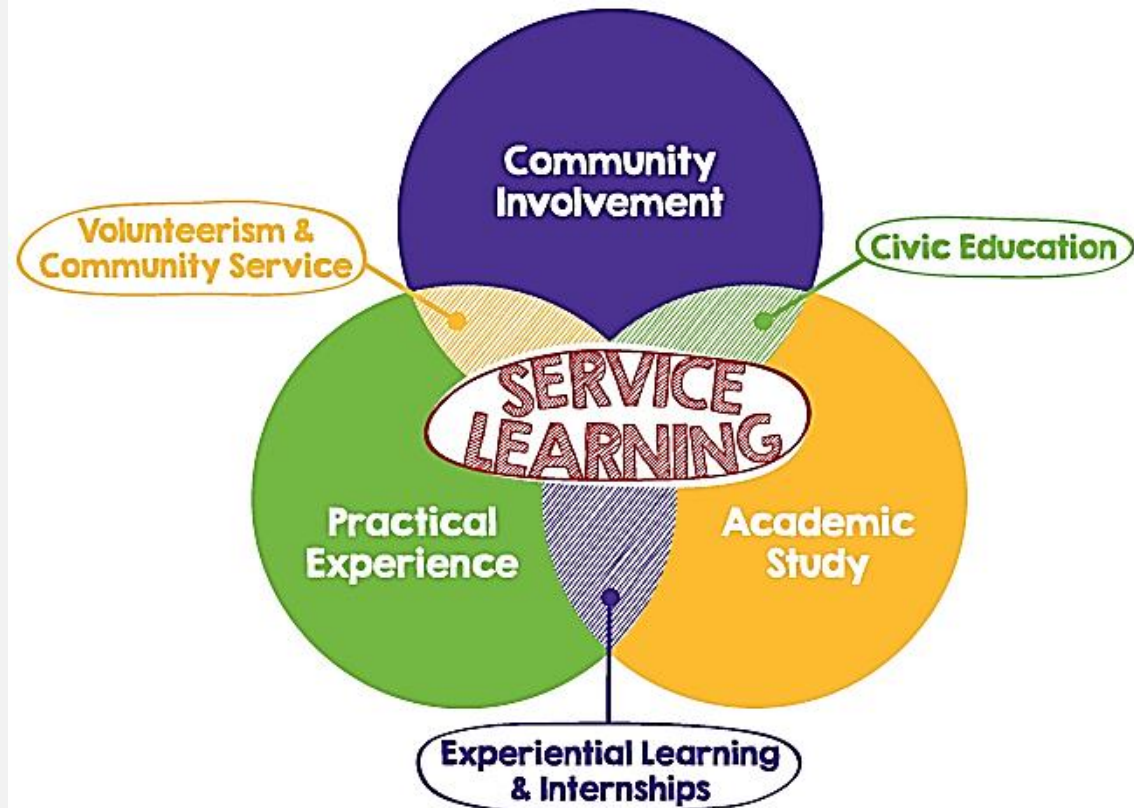 Community
Involvement
Volunteerism &
Community Service
Civic Education
SERVICE
LEARNING
Practical
Experience
Academic
Study
Experiential Learning
& Internships